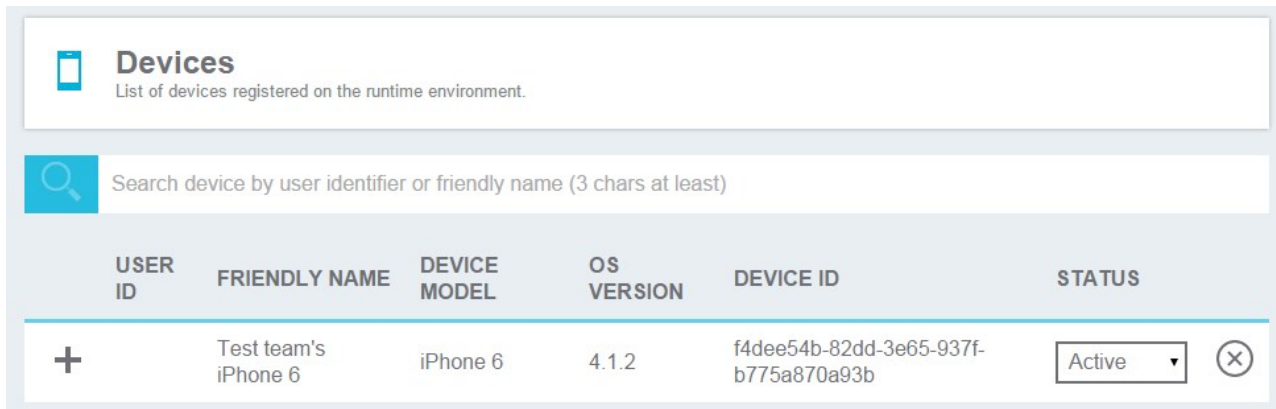 Devices
List of devices registered on the runtime environment.
Search device by user identifier or friendly name (3 chars at least)
USER
ID
FRIENDLY NAME
DEVICE
MODEL
OS
VERSION
DEVICE ID
STATUS
Test team's
iPhone 6
iPhone 6
4.1.2
f4dee54b-82dd-3e65-937f-
b775a870a93b
Active